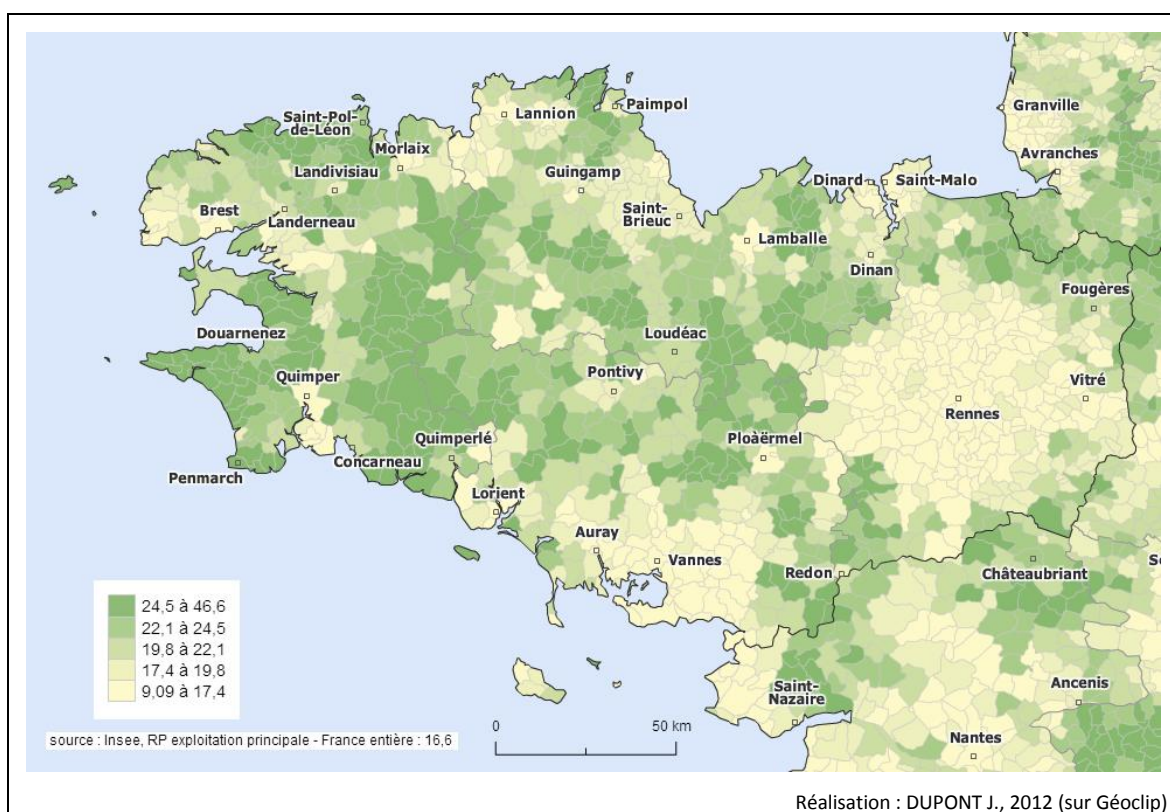 Granville
Paimpol
Lannion
Saint-Pol-
de-Léon
Morlaix
Avranches
Landivisiau
Guingamp
Dinard
Saint-Malo
Brest
Saint-
Brieuc
Landerneau
Lamballe
Dinan
Fougères
Douarnenez
Loudéac
Quimper
Pontivy
Vitré
Rennes
Quimperlé
Ploàërmel
Penmarch
Concarneau
Lorient
Auray
Vannes
Redon
Châteaubriant
24,5 à 46,6
22,1 à 24,5
19,8 à 22,1
17,4 à 19,8
9,09 à 17,4
Saint-
Nazaire
Ancenis
0
50 km
source : Insee, RP exploitation principale - France entière : 16,6
Nantes
Réalisation : DUPONT J., 2012 (sur Géoclip)